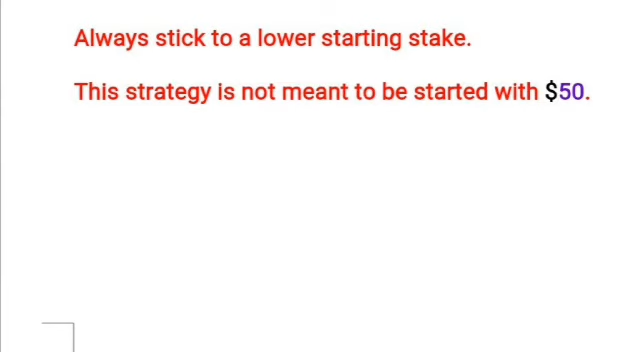 Always stick to a lower starting stake.
This strategy is not meant to be started with $50.